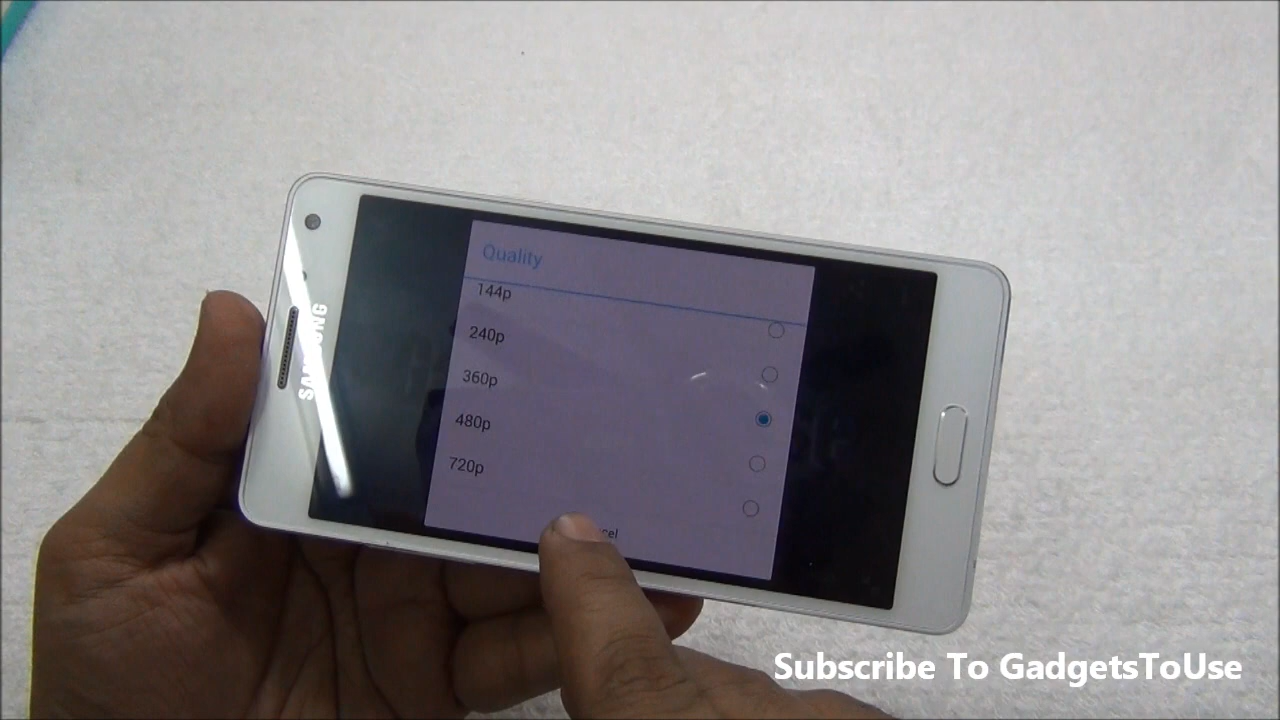 SAMSUNG
Quality
144p
240p
360p
480p
720p
Subscribe To GadgetsToUse